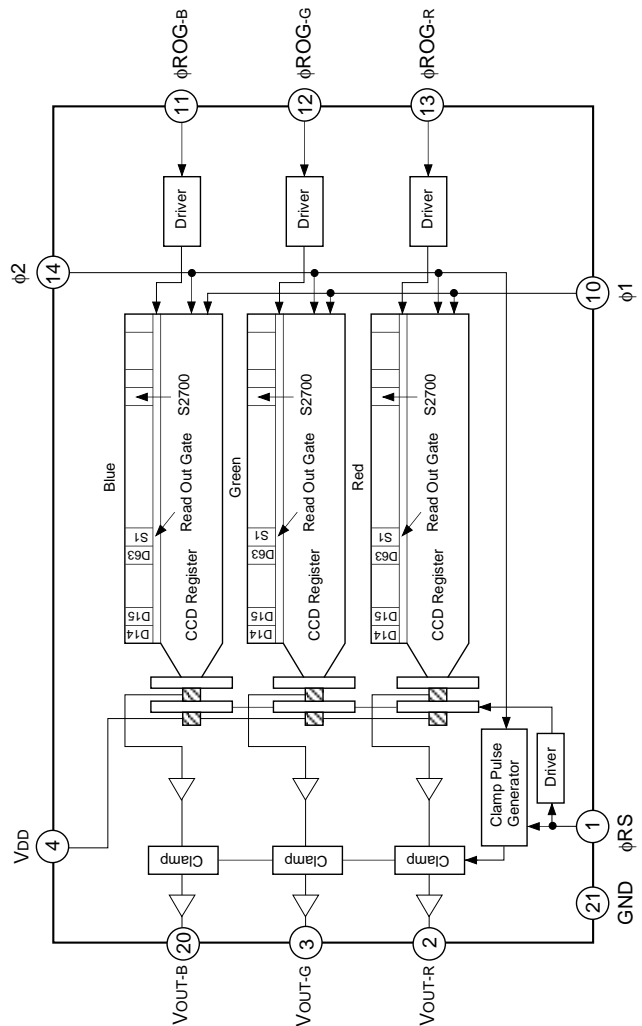 φROG-B
φROG-G
φROG-R
11
12
13
Driver
Driver
Driver
φ2
14
10
φ1
Blue
D14
D15
D63
S1
S2700
Read Out Gate
CCD Register
Green
D14
D15
D63
S1
S2700
Read Out Gate
CCD Register
Red
D14
D15
D63
S1
S2700
Read Out Gate
CCD Register
VDD
4
Clamp
Clamp
Clamp
Clamp Pulse
Generator
Driver
1
φRS
21
GND
20
3
2
VOUT-B
VOUT-G
VOUT-R